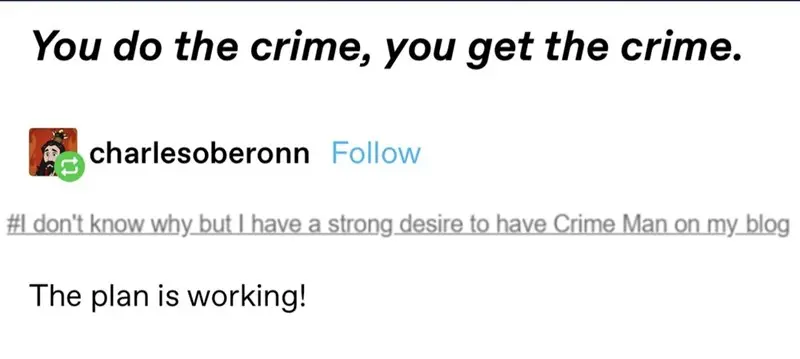 You do the crime, you get the crime.
charlesoberonn Follow
#I don't know why but I have a strong desire to have Crime Man on my blog
The plan is working!